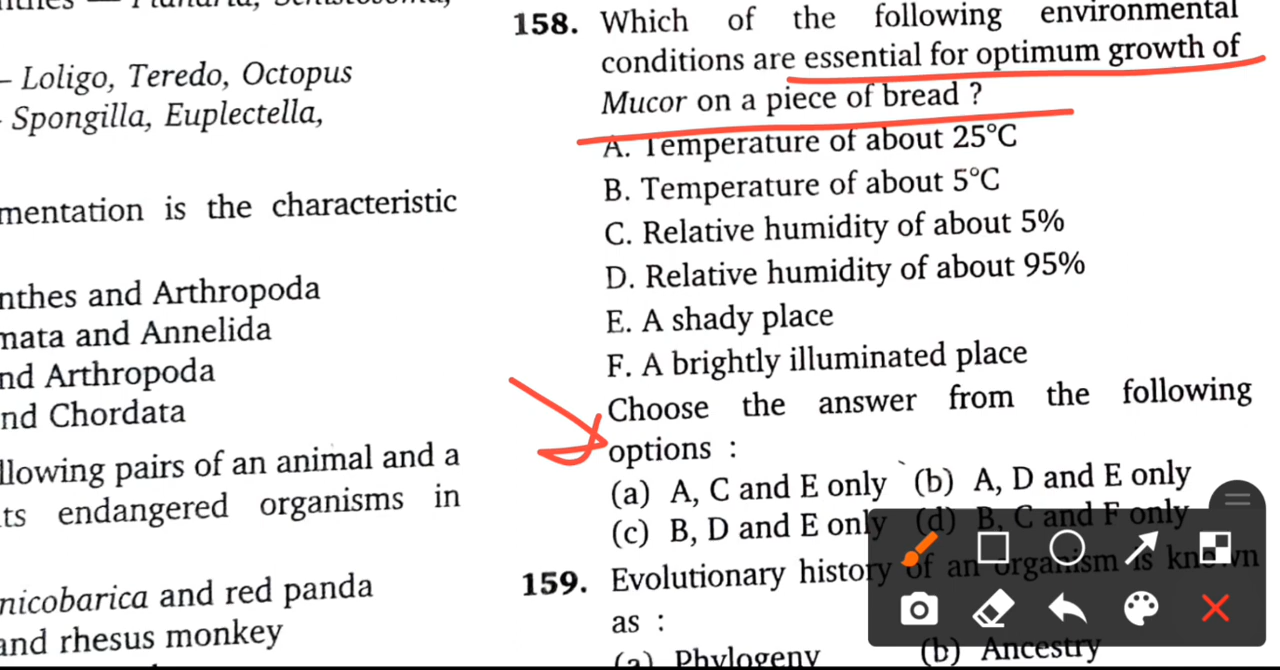 — Loligo, Teredo, Octopus
Spongilla, Euplectella,
mentation is the characteristic
nthes and Arthropoda
mata and Annelida
nd Arthropoda
nd Chordata
llowing pairs of an animal and a
ts endangered organisms in
nicobarica and red panda
and rhesus monkey
158. Which of the following environmental
conditions are essential for optimum growth of
Mucor on a piece of bread ?
A. Temperature of about 25°C
B. Temperature of about 5°C
C. Relative humidity of about 5%
D. Relative humidity of about 95%
E. A shady place
F. A brightly illuminated place
Choose the answer from the following
options :
(a) A, C and E only (b) A, D and E only
(c) B, D and E only (d) B, C and F only
159. Evolutionary history of an organism is known
as :
(a) Phylogeny (b) Ancestry